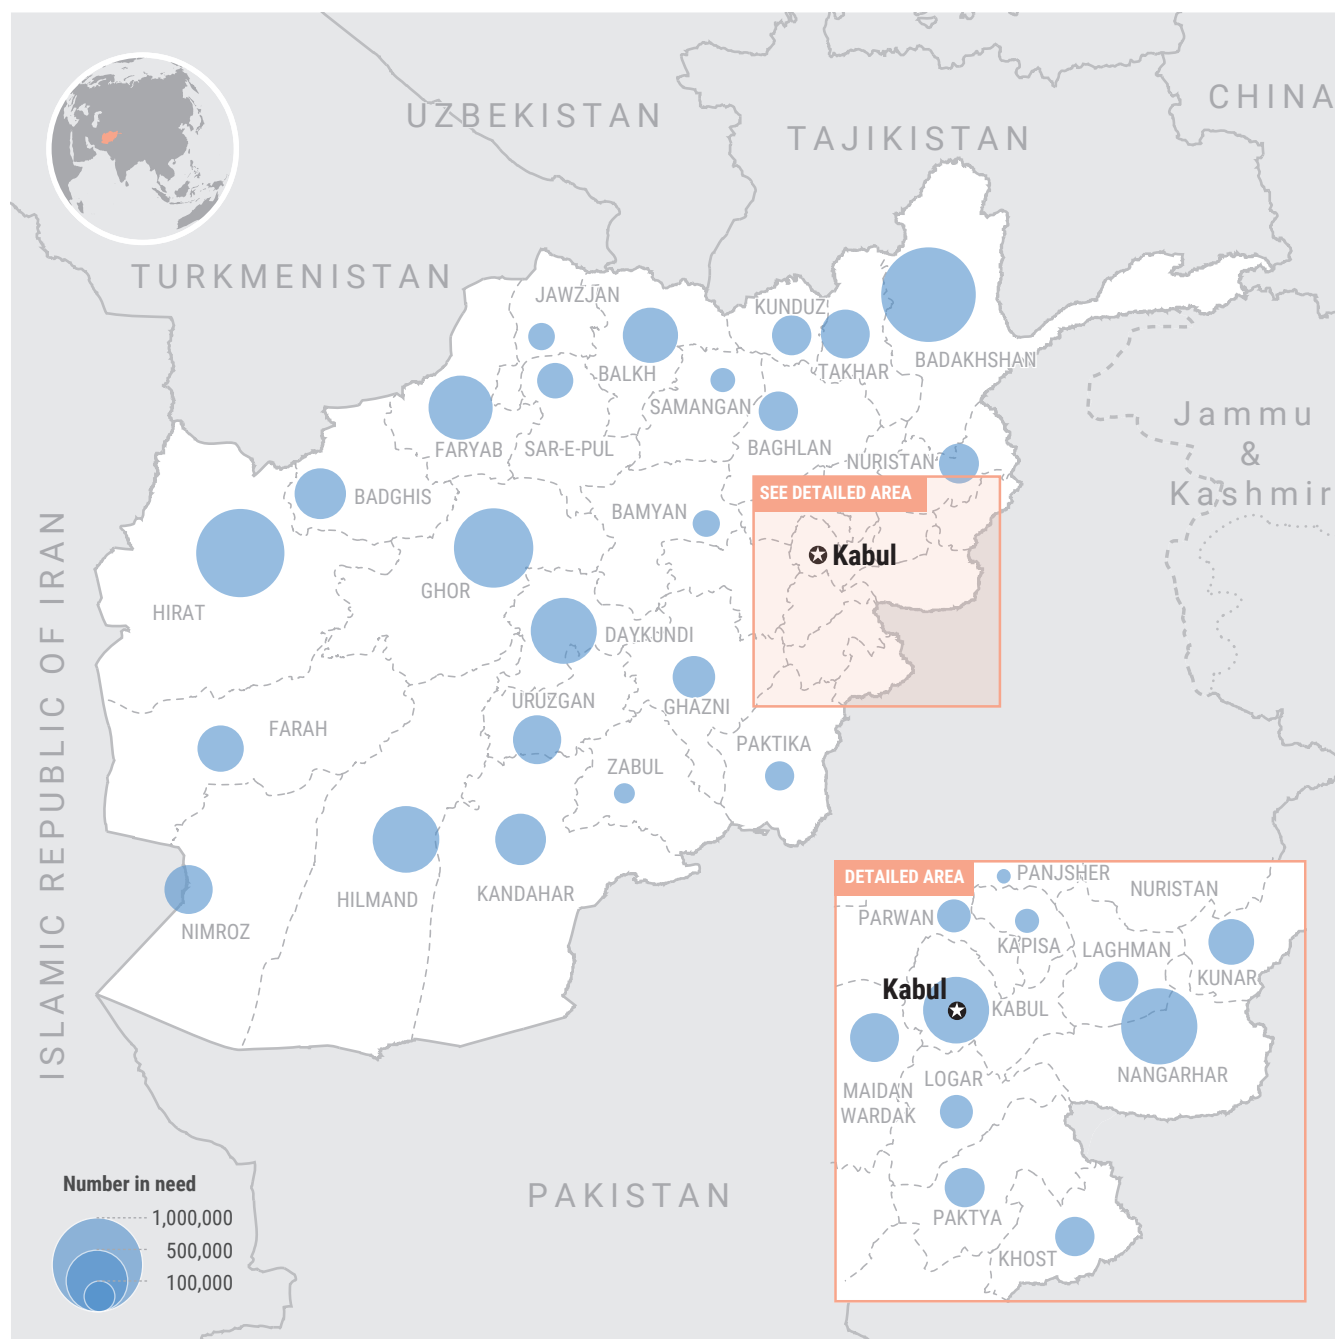 CHINA
UZBEKISTAN
TAJIKISTAN
TURKMENISTAN
JAWZJAN
KUNDUZ
BADAKHSHAN
TAKHAR
BALKH
SAMANGAN
Jammu
&
Kashmir
FARYAB
SAR-E-PUL
BAGHLAN
NURISTAN
BADGHIS
SEE DETAILED AREA
BAMYAN
Kabul
GHOR
HIRAT
DAYKUNDI
URUZGAN
GHAZNI
FARAH
PAKTIKA
ZABUL
ISLAMIC REPUBLIC OF IRAN
HILMAND
KANDAHAR
NIMROZ
DETAILED AREA
PANJSHER
NURISTAN
PARWAN
KAPISA
LAGHMAN
KUNAR
Kabul
KABUL
NANGARHAR
LOGAR
MAIDAN
WARDAK
PAKTYA
KHOST
PAKISTAN
Number in need
1,000,000
500,000
100,000